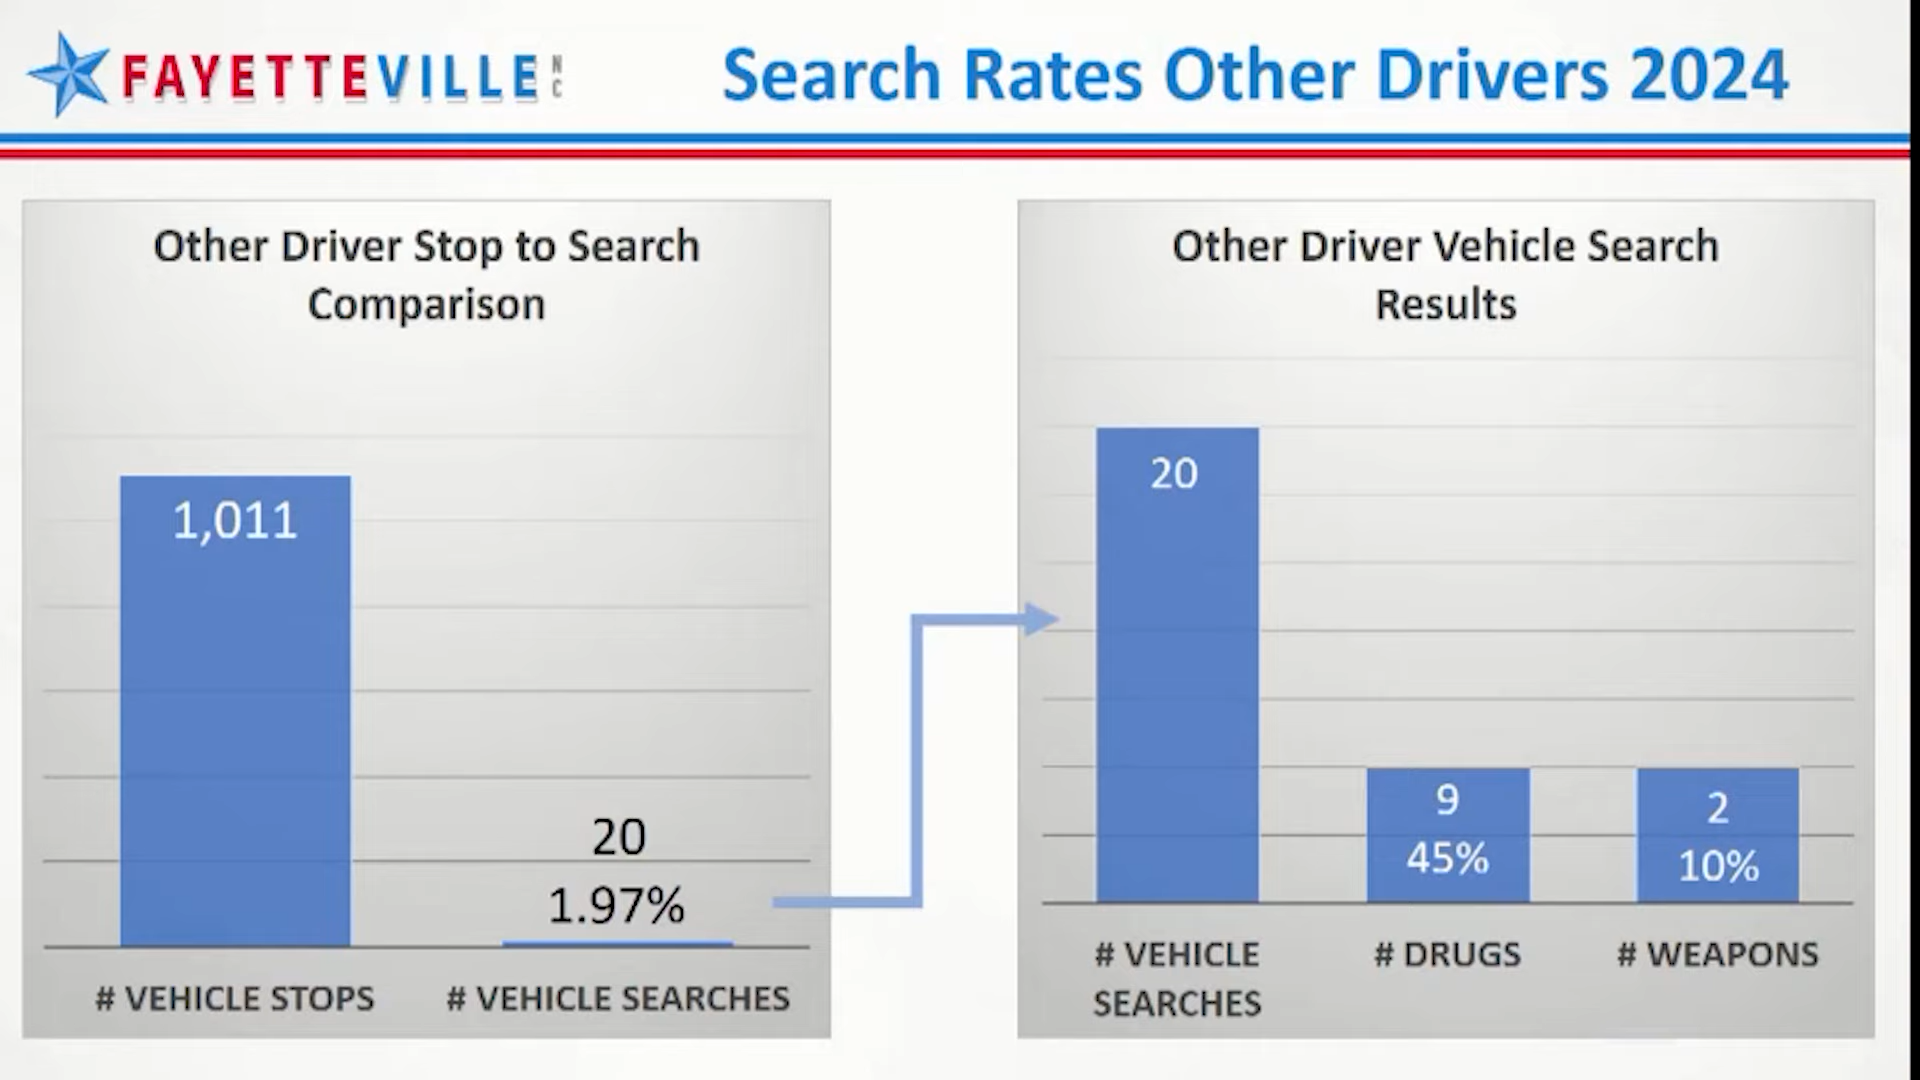 FAYETTEVILLE NC
Search Rates Other Drivers 2024
Other Driver Stop to Search
Comparison
1,011
20
1.97%
# VEHICLE STOPS
# VEHICLE SEARCHES
Other Driver Vehicle Search
Results
20
9
45%
2
10%
# VEHICLE
SEARCHES
# DRUGS
# WEAPONS